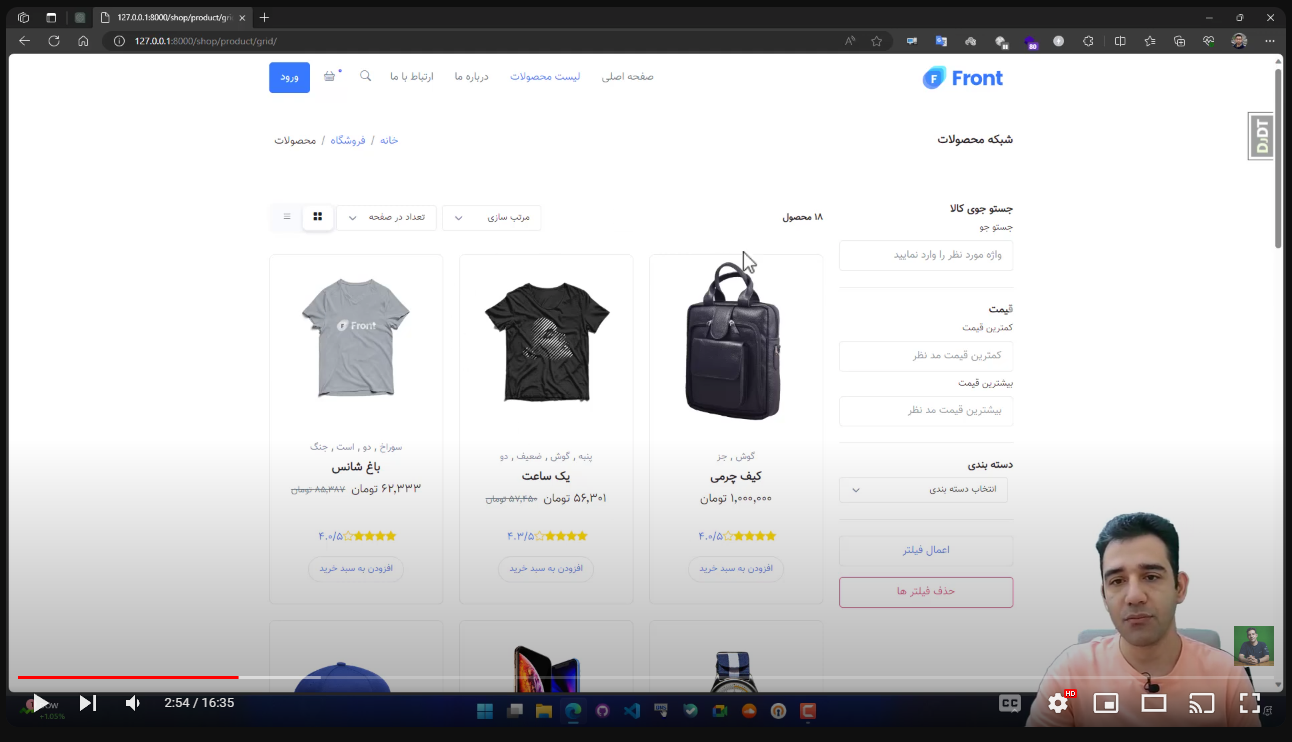 127.0.0.1:8000/shop/product/gri
127.0.0.1:8000/shop/product/grid/
Front
صفحه اصلی
لیست محصولات
درباره ما
ارتباط با ما
ورود
شبکه محصولات
خانه / فروشگاه / محصولات
DJDT
جستو جوی کالا
جستو جو
واژه مورد نظر را وارد نمایید
قیمت
کمترین قیمت
کمترین قیمت مد نظر
بیشترین قیمت
بیشترین قیمت مد نظر
دسته بندی
انتخاب دسته بندی
اعمال فیلتر
حذف فیلتر ها
۱۸ محصول
مرتب سازی
تعداد در صفحه
گوش , جز
کیف چرمی
۱,۰۰۰,۰۰۰ تومان
۴.۰/۵
افزودن به سبد خرید
پنبه , گوش , ضعیف , دو
یک ساعت
۵۶,۳۰۱ تومان ۵۷,۴۵۰ تومان
۴.۳/۵
افزودن به سبد خرید
Front
سوراخ , دو , است , جنگ
باغ شانس
۶۲,۳۳۳ تومان ۸۵,۳۸۷ تومان
۴.۰/۵
افزودن به سبد خرید
80
2:54 / 16:35
+1.05%
CC
HD